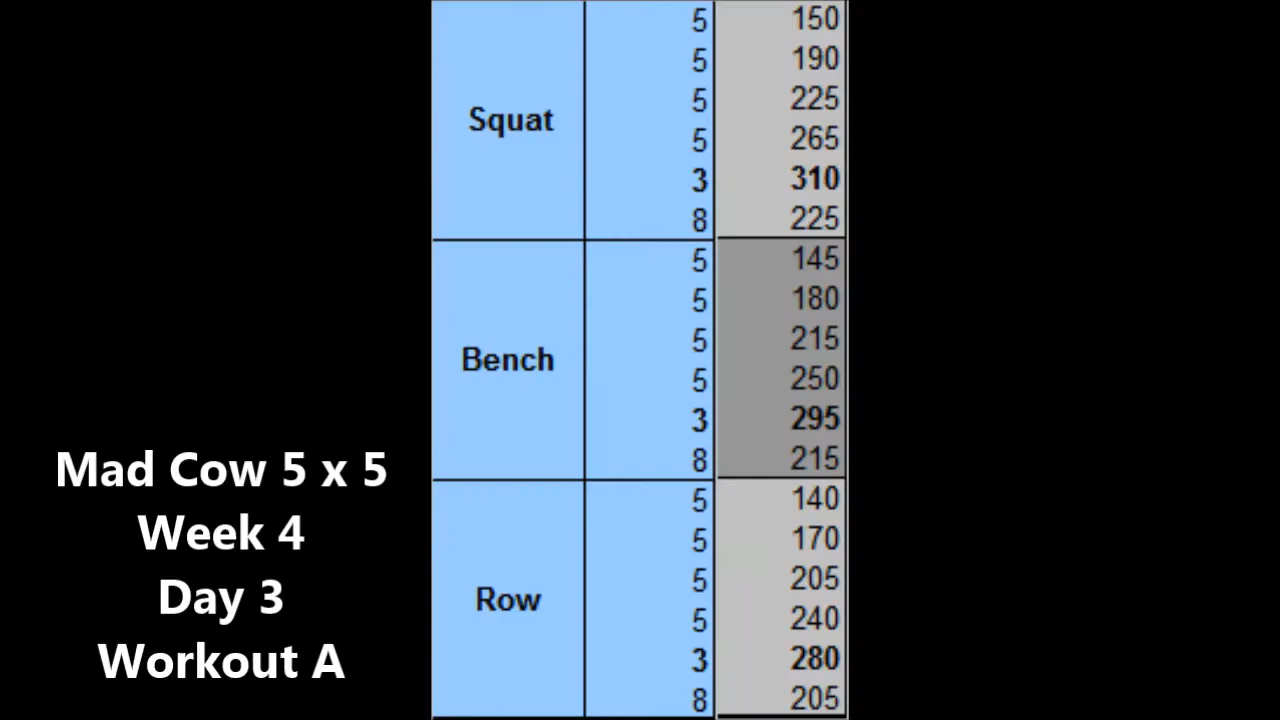 5 150
5 190
5 225
Squat
5 265
3 310
8 225
5 145
5 180
5 215
Bench
5 250
3 295
8 215
5 140
5 170
5 205
Row
5 240
3 280
8 205
Mad Cow 5 x 5
Week 4
Day 3
Workout A